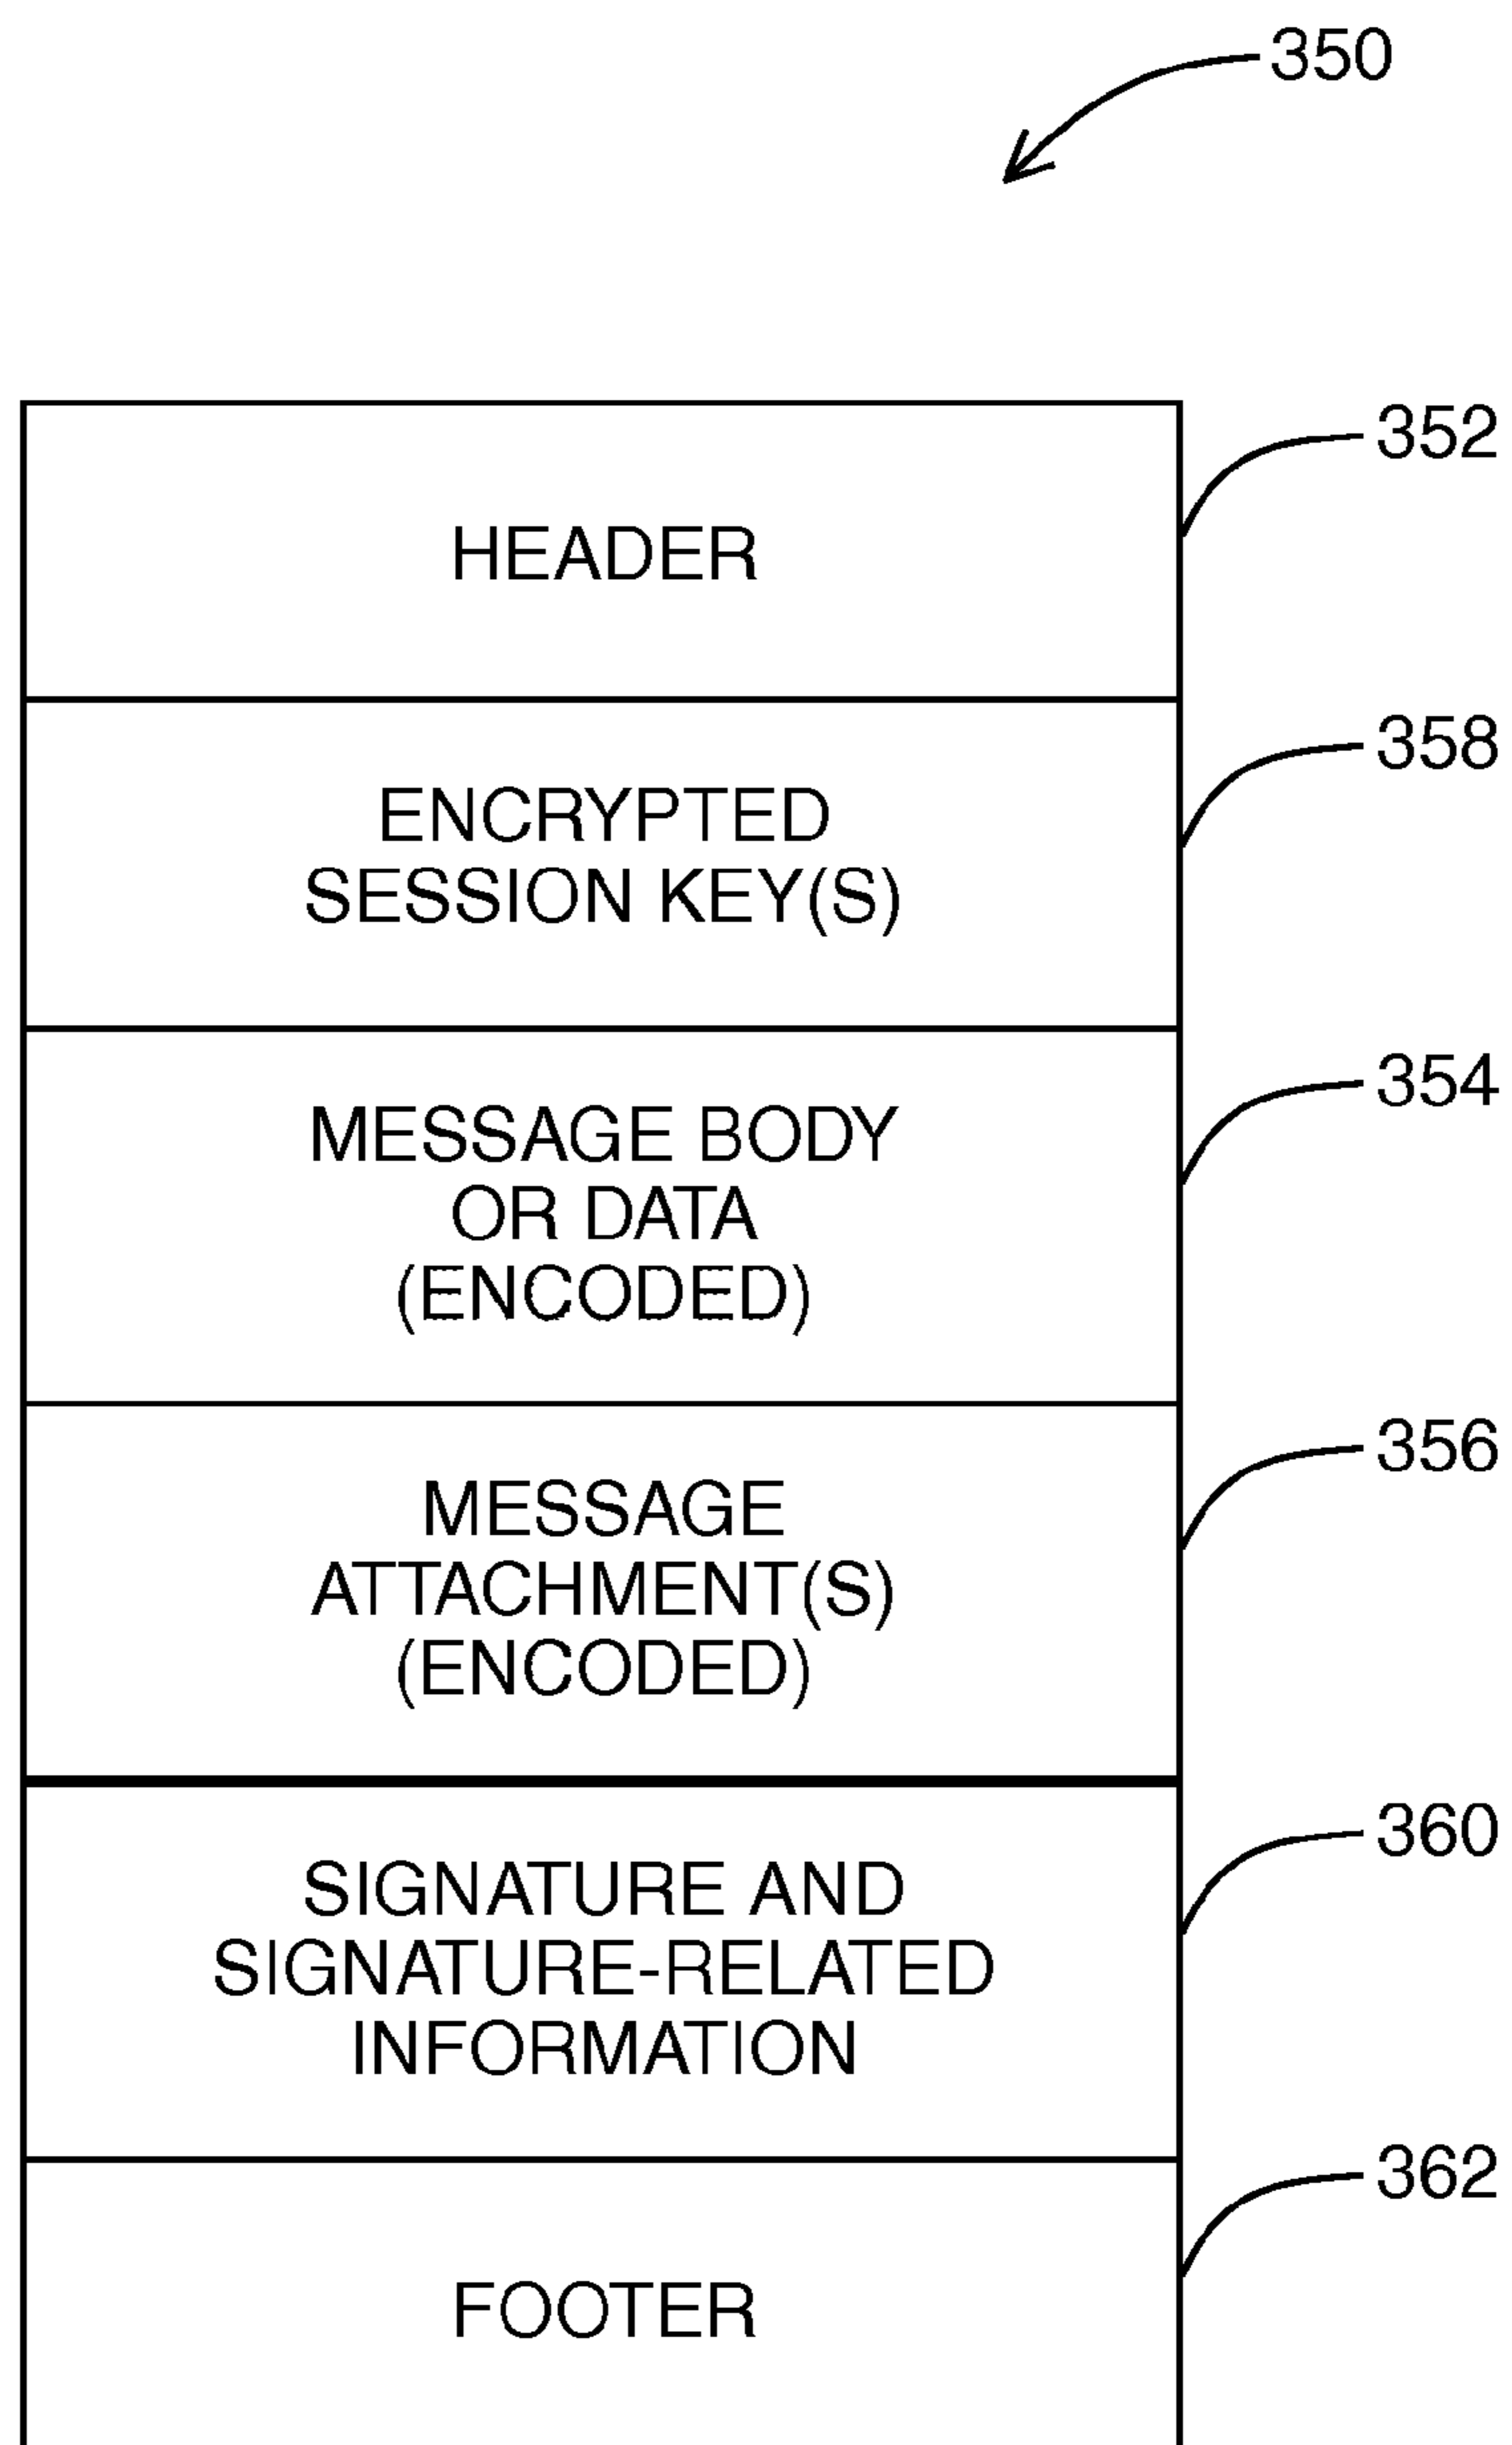 350
352
HEADER
358
ENCRYPTED
SESSION KEY(S)
354
MESSAGE BODY
OR DATA
(ENCODED)
356
MESSAGE
ATTACHMENT(S)
(ENCODED)
360
SIGNATURE AND
SIGNATURE-RELATED
INFORMATION
362
FOOTER